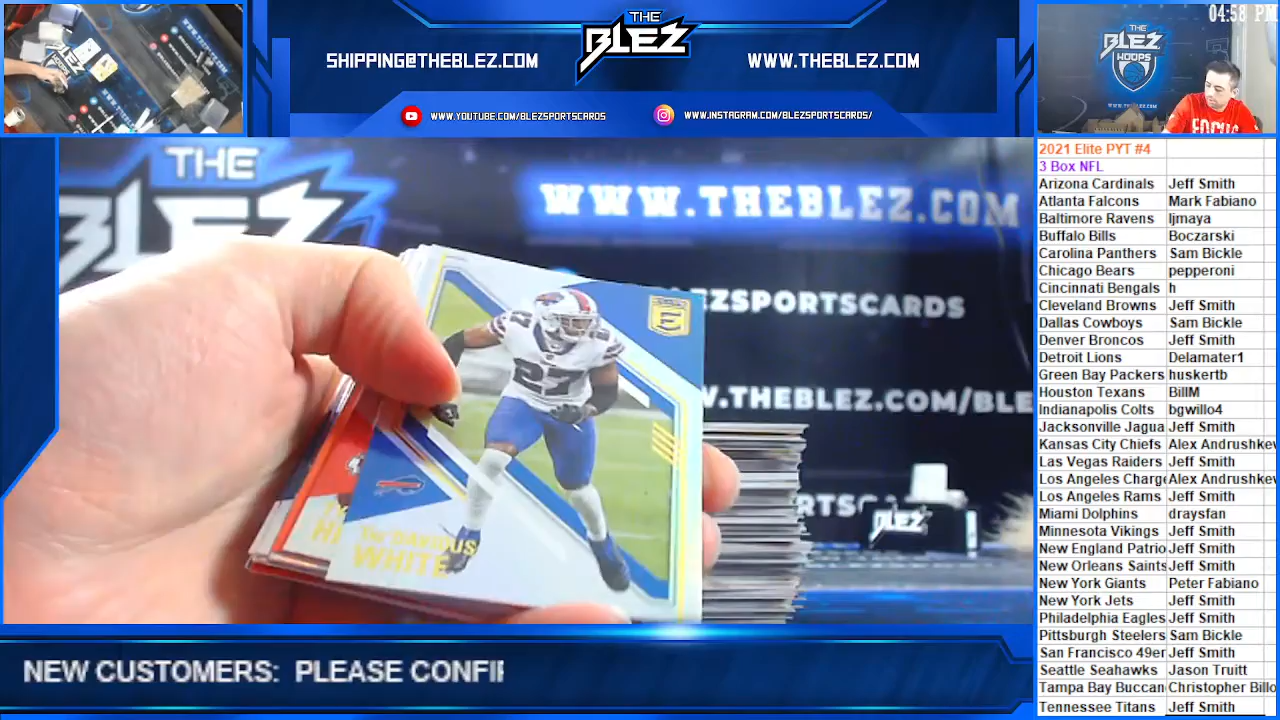 04:58 PM
THE
BLEZ
SHIPPING@THEBLEZ.COM
WWW.THEBLEZ.COM
WWW.YOUTUBE.COM/BLEZSPORTSCARDS
WWW.INSTAGRAM.COM/BLEZSPORTSCARDS/
THE
BLEZ
HOOPS
FOCUS
THE
WWW.THEBLEZ.COM
EZSPORTSCARDS
W.THEBLEZ.COM/BLE
RTSCA
BLEZ
27
E
Tre'Davious
WHITE
HI
2021 Elite PYT #4
3 Box NFL
Arizona Cardinals Jeff Smith
Atlanta Falcons Mark Fabiano
Baltimore Ravens ljmaya
Buffalo Bills Boczarski
Carolina Panthers Sam Bickle
Chicago Bears pepperoni
Cincinnati Bengals h
Cleveland Browns Jeff Smith
Dallas Cowboys Sam Bickle
Denver Broncos Jeff Smith
Detroit Lions Delamater1
Green Bay Packers huskertb
Houston Texans BillM
Indianapolis Colts bgwillo4
Jacksonville Jagua Jeff Smith
Kansas City Chiefs Alex Andrushkev
Las Vegas Raiders Jeff Smith
Los Angeles Charge Alex Andrushkev
Los Angeles Rams Jeff Smith
Miami Dolphins draysfan
Minnesota Vikings Jeff Smith
New England Patrio Jeff Smith
New Orleans Saints Jeff Smith
New York Giants Peter Fabiano
New York Jets Jeff Smith
Philadelphia Eagles Jeff Smith
Pittsburgh Steelers Sam Bickle
San Francisco 49er Jeff Smith
Seattle Seahawks Jason Truitt
Tampa Bay Buccan Christopher Billo
Tennessee Titans Jeff Smith
NEW CUSTOMERS: PLEASE CONFI